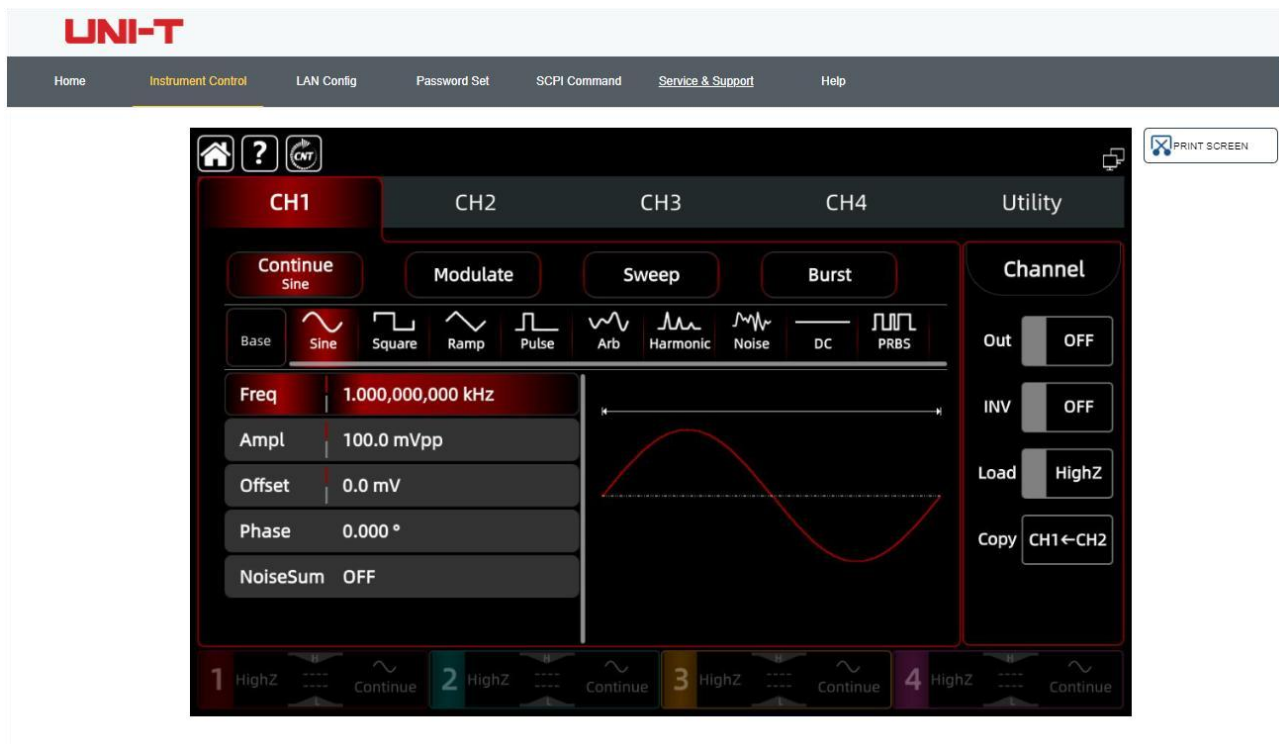 UNI-T
Home Instrument Control LAN Config Password Set SCPI Command Service & Support Help
PRINT SCREEN
? CNT
CH1 CH2 CH3 CH4 Utility
Continue
Sine
Modulate Sweep Burst
Channel
Base Sine Square Ramp Pulse Arb Harmonic Noise DC PRBS
Out OFF
Freq 1.000,000,000 kHz
INV OFF
Ampl 100.0 mVpp
Load HighZ
Offset 0.0 mV
Phase 0.000 °
Copy CH1←CH2
NoiseSum OFF
1 HighZ H L Continue 2 HighZ H L Continue 3 HighZ H L Continue 4 HighZ H L Continue